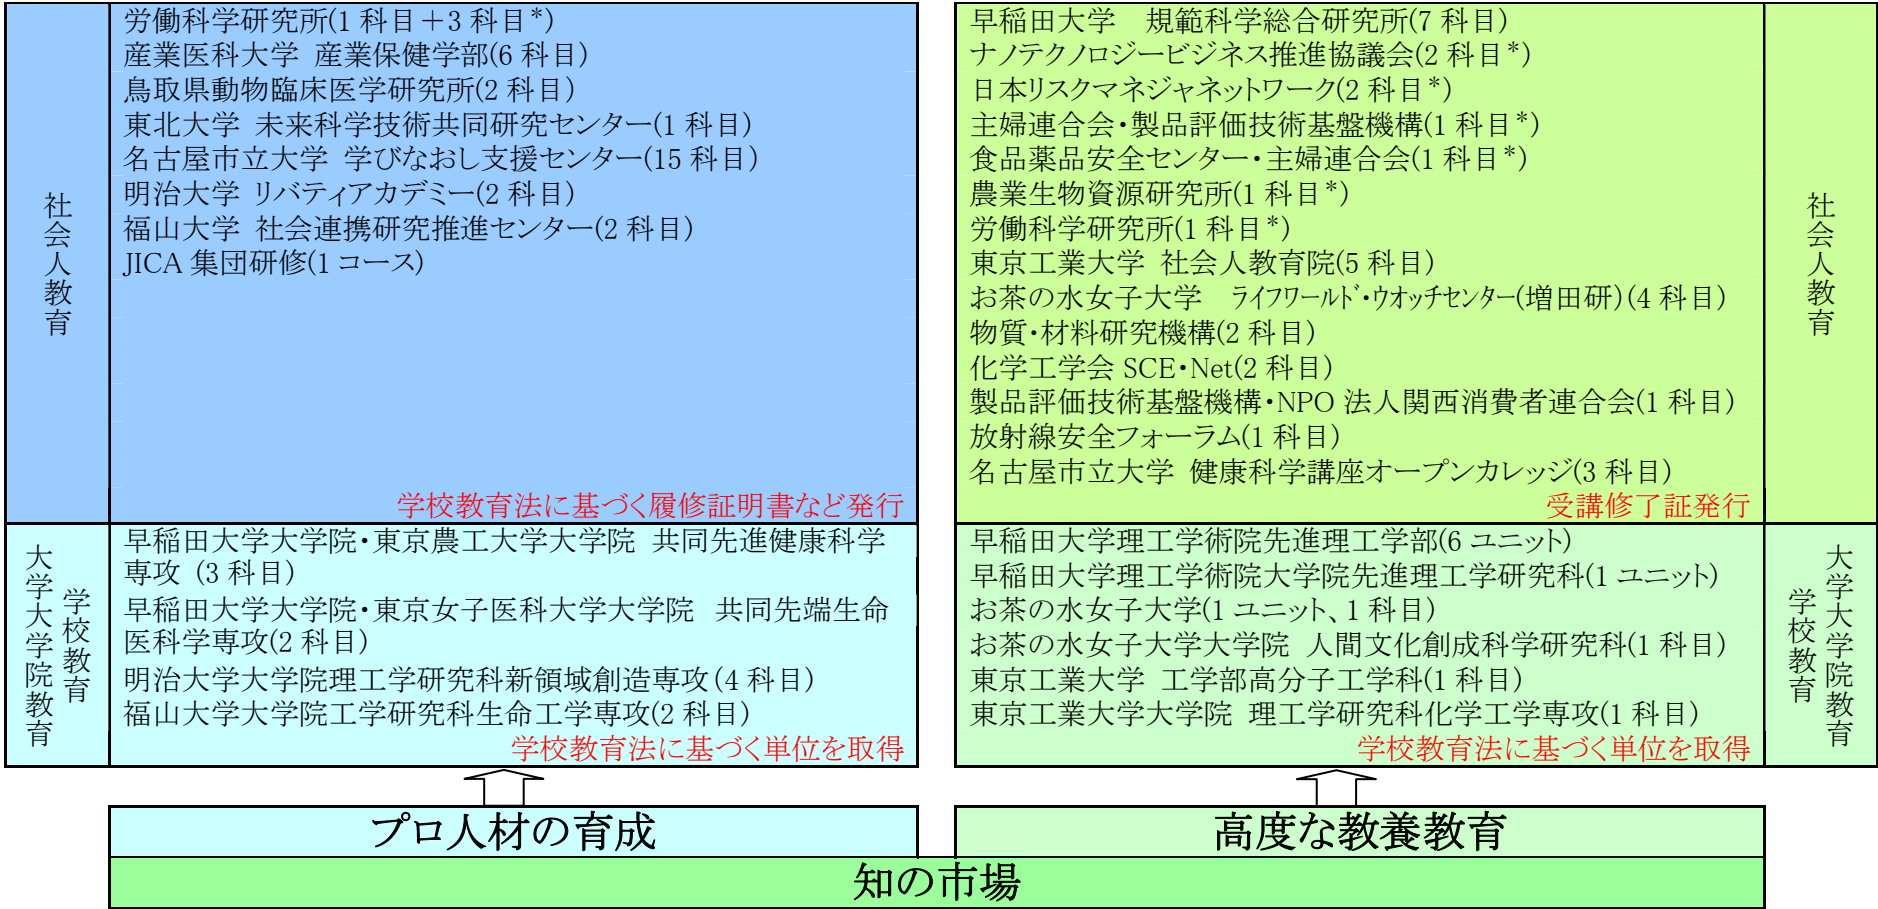 社会人教育
労働科学研究所(1 科目＋3 科目*)
産業医科大学 産業保健学部(6 科目)
鳥取県動物臨床医学研究所(2 科目)
東北大学 未来科学技術共同研究センター(1 科目)
名古屋市立大学 学びなおし支援センター(15 科目)
明治大学 リバティアカデミー(2 科目)
福山大学 社会連携研究推進センター(2 科目)
JICA 集団研修(1 コース)
学校教育法に基づく履修証明書など発行
学校教育
大学大学院教育
早稲田大学大学院・東京農工大学大学院 共同先進健康科学
専攻 (3 科目)
早稲田大学大学院・東京女子医科大学大学院 共同先端生命
医科学専攻(2 科目)
明治大学大学院理工学研究科新領域創造専攻(4 科目)
福山大学大学院工学研究科生命工学専攻(2 科目)
学校教育法に基づく単位を取得
早稲田大学 規範科学総合研究所(7 科目)
ナノテクノロジービジネス推進協議会(2 科目*)
日本リスクマネジャネットワーク(2 科目*)
主婦連合会・製品評価技術基盤機構(1 科目*)
食品薬品安全センター・主婦連合会(1 科目*)
農業生物資源研究所(1 科目*)
労働科学研究所(1 科目*)
東京工業大学 社会人教育院(5 科目)
お茶の水女子大学 ライフワールド・ウオッチセンター(増田研)(4 科目)
物質・材料研究機構(2 科目)
化学工学会 SCE・Net(2 科目)
製品評価技術基盤機構・NPO 法人関西消費者連合会(1 科目)
放射線安全フォーラム(1 科目)
名古屋市立大学 健康科学講座オープンカレッジ(3 科目)
受講修了証発行
社会人教育
早稲田大学理工学術院先進理工学部(6 ユニット)
早稲田大学理工学術院大学院先進理工学研究科(1 ユニット)
お茶の水女子大学(1 ユニット、1 科目)
お茶の水女子大学大学院 人間文化創成科学研究科(1 科目)
東京工業大学 工学部高分子工学科(1 科目)
東京工業大学大学院 理工学研究科化学工学専攻(1 科目)
学校教育法に基づく単位を取得
大学大学院教育
学校教育
プロ人材の育成
高度な教養教育
知の市場